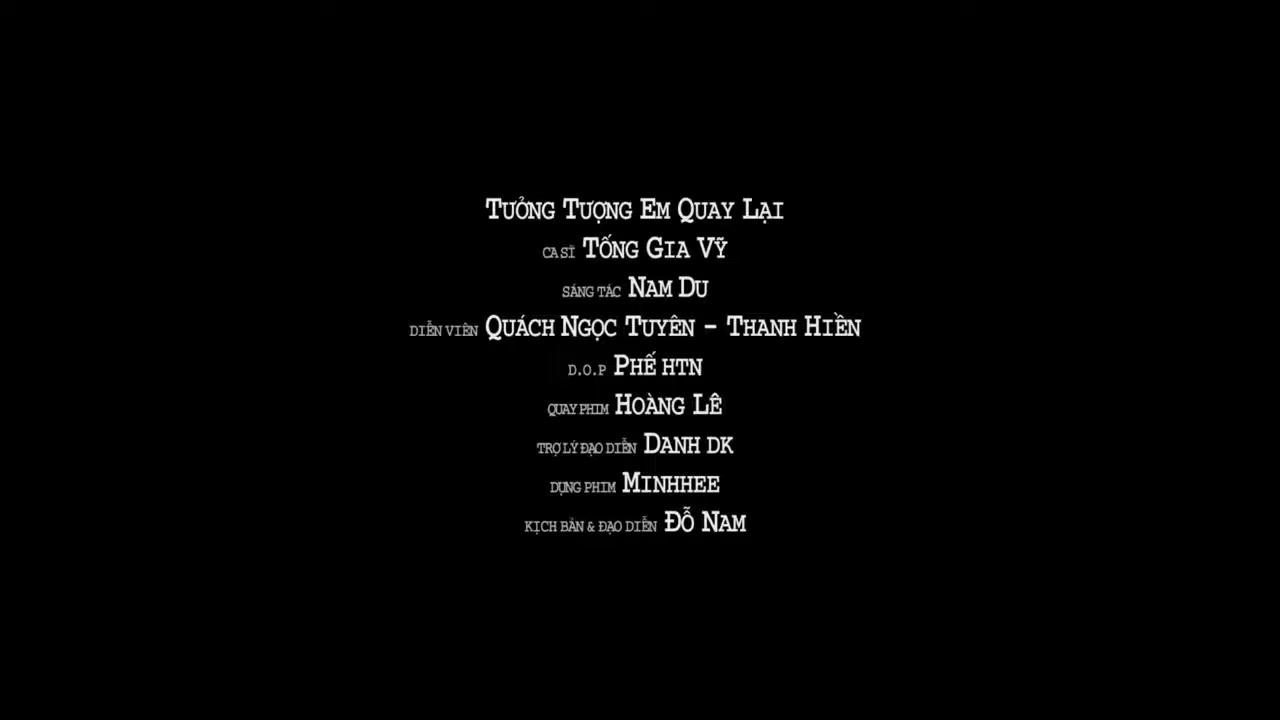 Tưởng Tượng Em Quay Lại
CA SĨ Tống Gia Vỹ
SÁNG TÁC Nam Du
DIỄN VIÊN Quách Ngọc Tuyên - Thanh Hiền
D.O.P Phế HTN
QUAY PHIM Hoàng Lê
TRỢ LÝ ĐẠO DIỄN Danh DK
DỰNG PHIM Minhhee
KỊCH BẢN & ĐẠO DIỄN Đỗ Nam